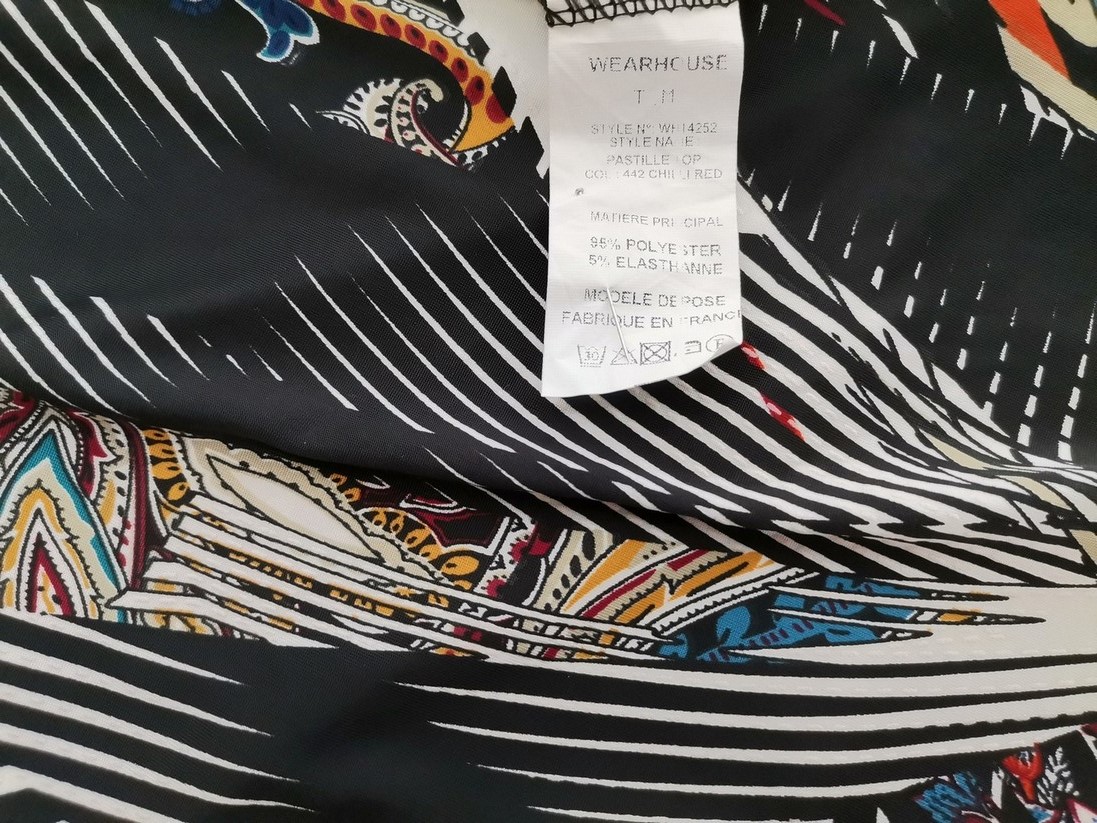 WEARHOUSE
T . M
STYLE N° WH14252
STYLE NAME
PASTILLE TOP
COL : 442 CHILLI RED
MATIERE PRINCIPAL
95% POLYESTER
5% ELASTHANNE
MODELE DEPOSE
FABRIQUE EN FRANCE